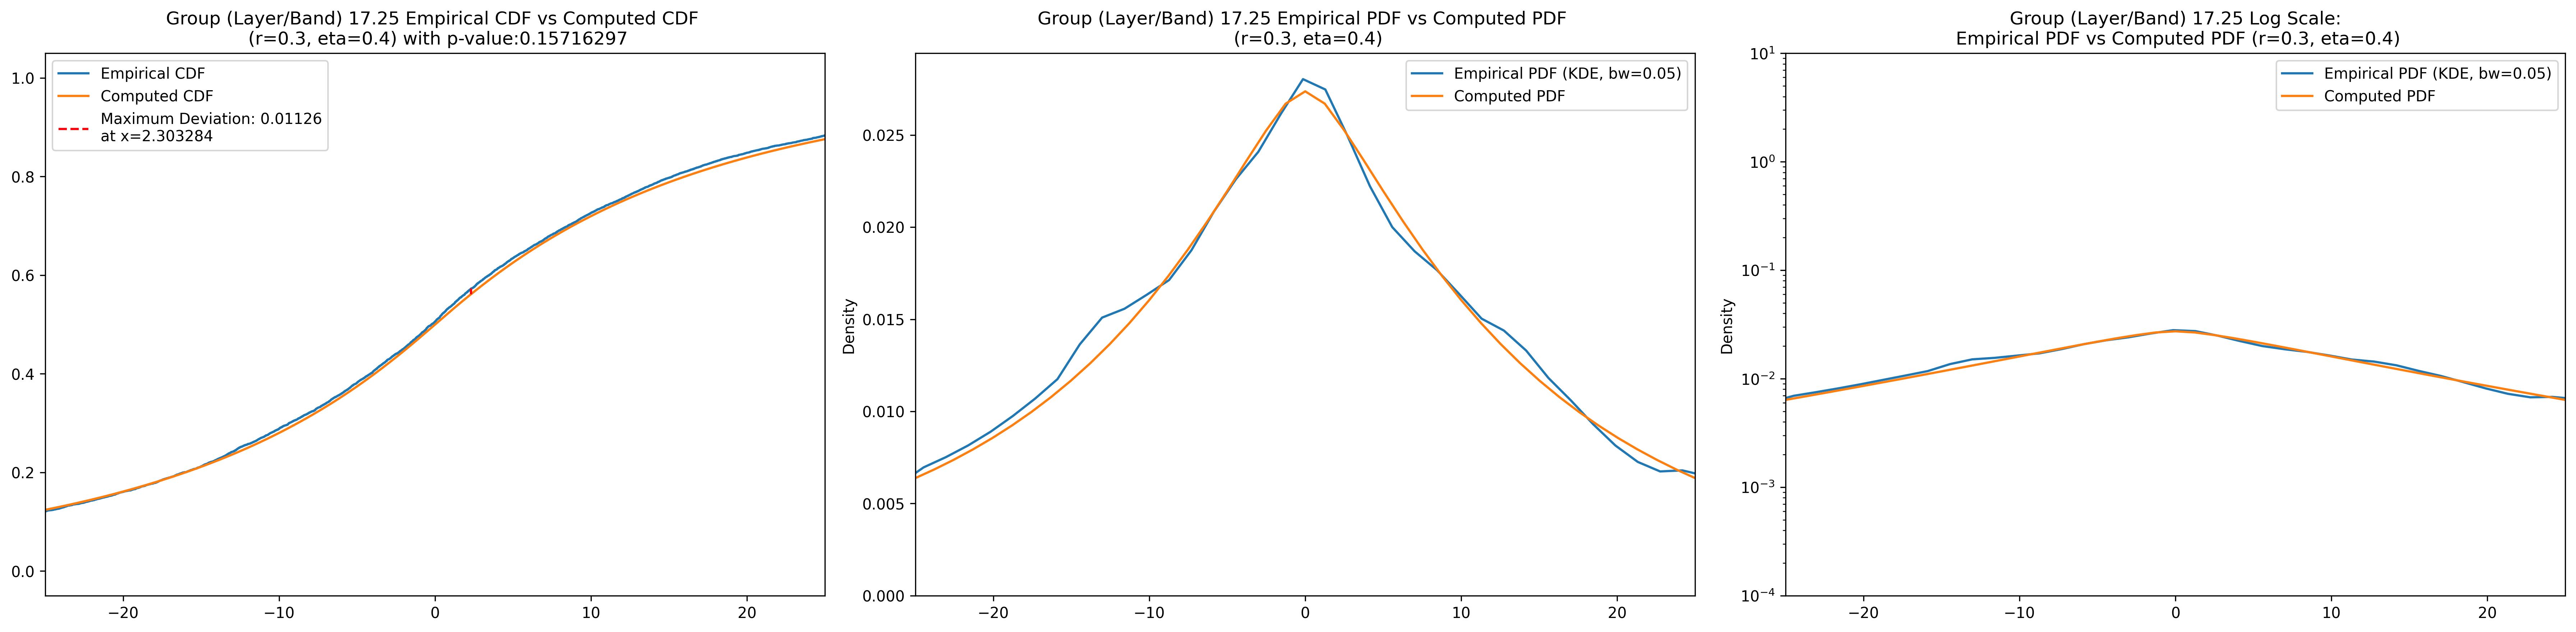 Group (Layer/Band) 17.25 Empirical CDF vs Computed CDF
(r=0.3, eta=0.4) with p-value:0.15716297
Empirical CDF
Computed CDF
Maximum Deviation: 0.01126
at x=2.303284
1.0
0.8
0.6
0.4
0.2
0.0
−20
−10
0
10
20
Group (Layer/Band) 17.25 Empirical PDF vs Computed PDF
(r=0.3, eta=0.4)
Empirical PDF (KDE, bw=0.05)
Computed PDF
Density
0.025
0.020
0.015
0.010
0.005
0.000
−20
−10
0
10
20
Group (Layer/Band) 17.25 Log Scale:
Empirical PDF vs Computed PDF (r=0.3, eta=0.4)
Empirical PDF (KDE, bw=0.05)
Computed PDF
Density
10¹
10⁰
10⁻¹
10⁻²
10⁻³
10⁻⁴
−20
−10
0
10
20